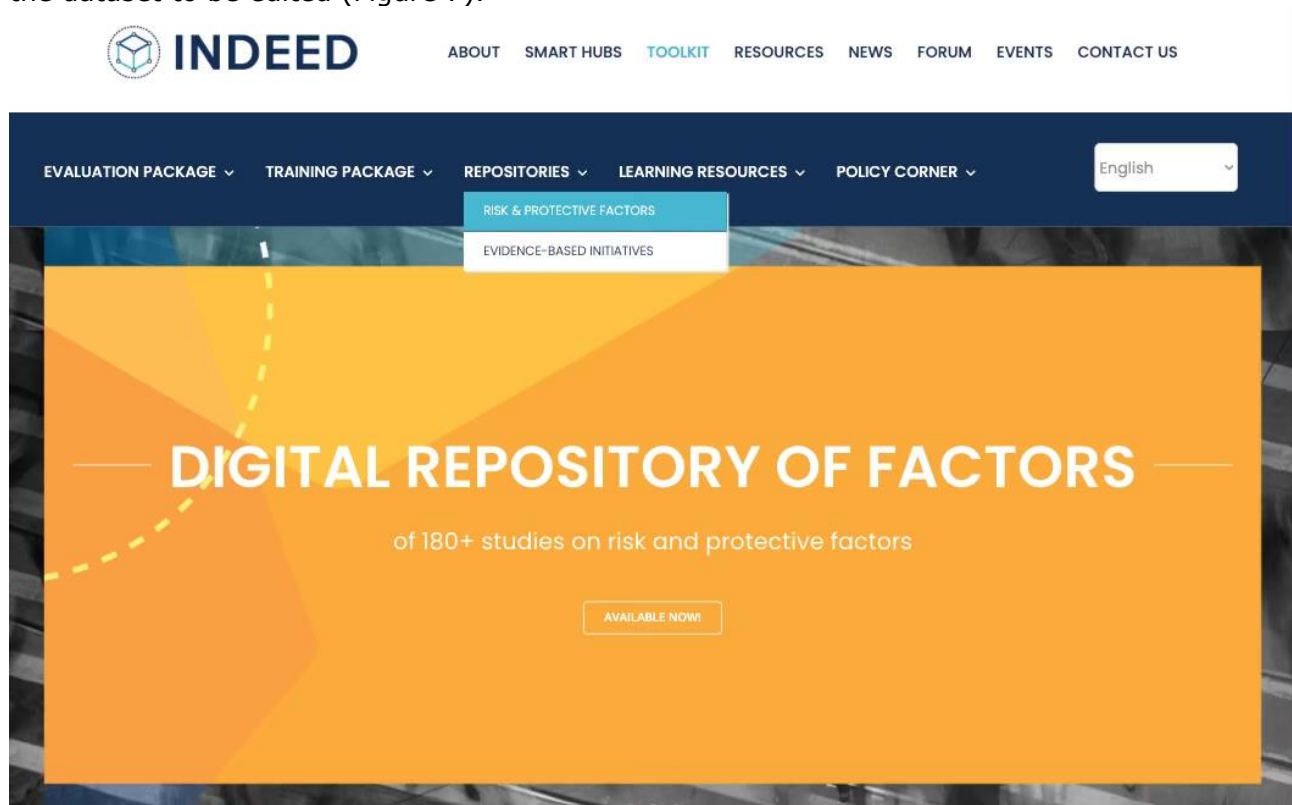 the dataset to be edited (Figure 7).
INDEED
ABOUT SMART HUBS TOOLKIT RESOURCES NEWS FORUM EVENTS CONTACT US
EVALUATION PACKAGE TRAINING PACKAGE REPOSITORIES LEARNING RESOURCES POLICY CORNER English
RISK & PROTECTIVE FACTORS
EVIDENCE-BASED INITIATIVES
DIGITAL REPOSITORY OF FACTORS
of 180+ studies on risk and protective factors
AVAILABLE NOW!